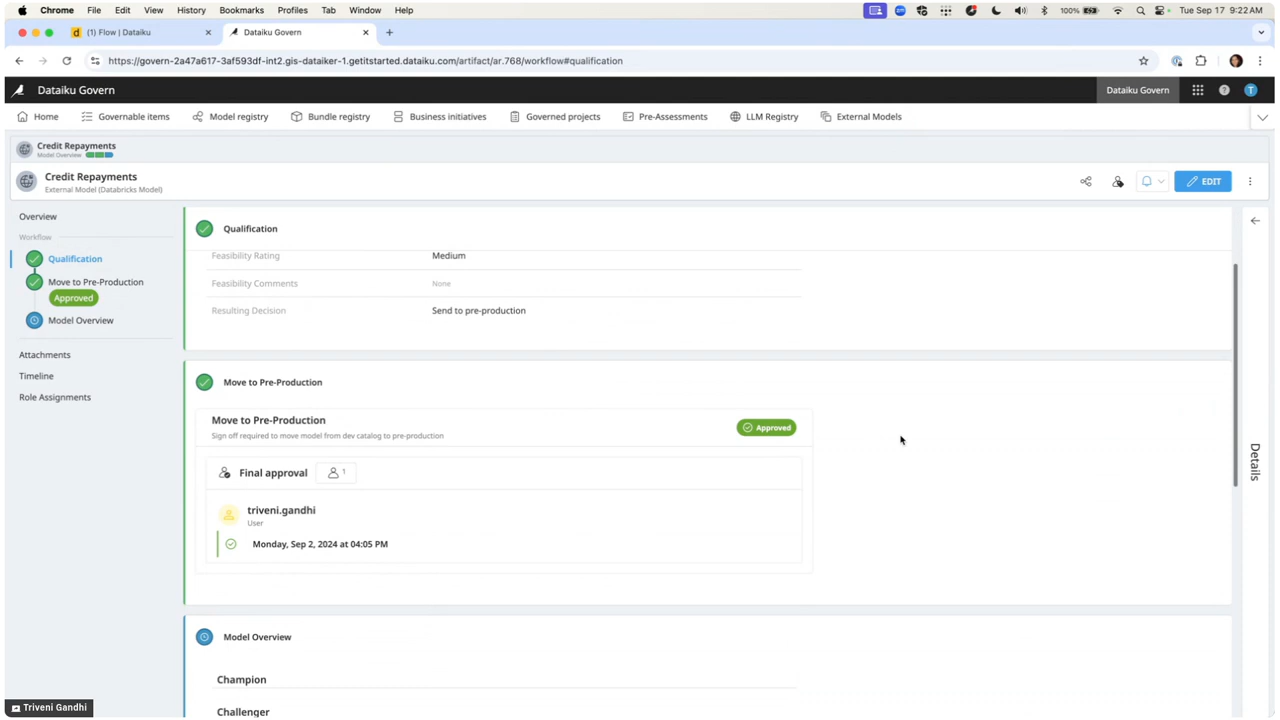 Chrome File Edit View History Bookmarks Profiles Tab Window Help 100% Tue Sep 17 9:22 AM
(1) Flow | Dataiku
Dataiku Govern
https://govern-2a47a617-3af593df-int2.gis-dataiker-1.getitstarted.dataiku.com/artifact/ar.768/workflow#qualification
Dataiku Govern
Dataiku Govern
T
Home Governable items Model registry Bundle registry Business initiatives Governed projects Pre-Assessments LLM Registry External Models
Credit Repayments
Model Overview
Credit Repayments
External Model (Databricks Model)
EDIT
Overview
Workflow
Qualification
Move to Pre-Production
Approved
Model Overview
Attachments
Timeline
Role Assignments
Qualification
Feasibility Rating Medium
Feasibility Comments None
Resulting Decision Send to pre-production
Move to Pre-Production
Move to Pre-Production
Sign off required to move model from dev catalog to pre-production
Approved
Final approval 1
triveni.gandhi
User
Monday, Sep 2, 2024 at 04:05 PM
Model Overview
Champion
Challenger
Details
Triveni Gandhi